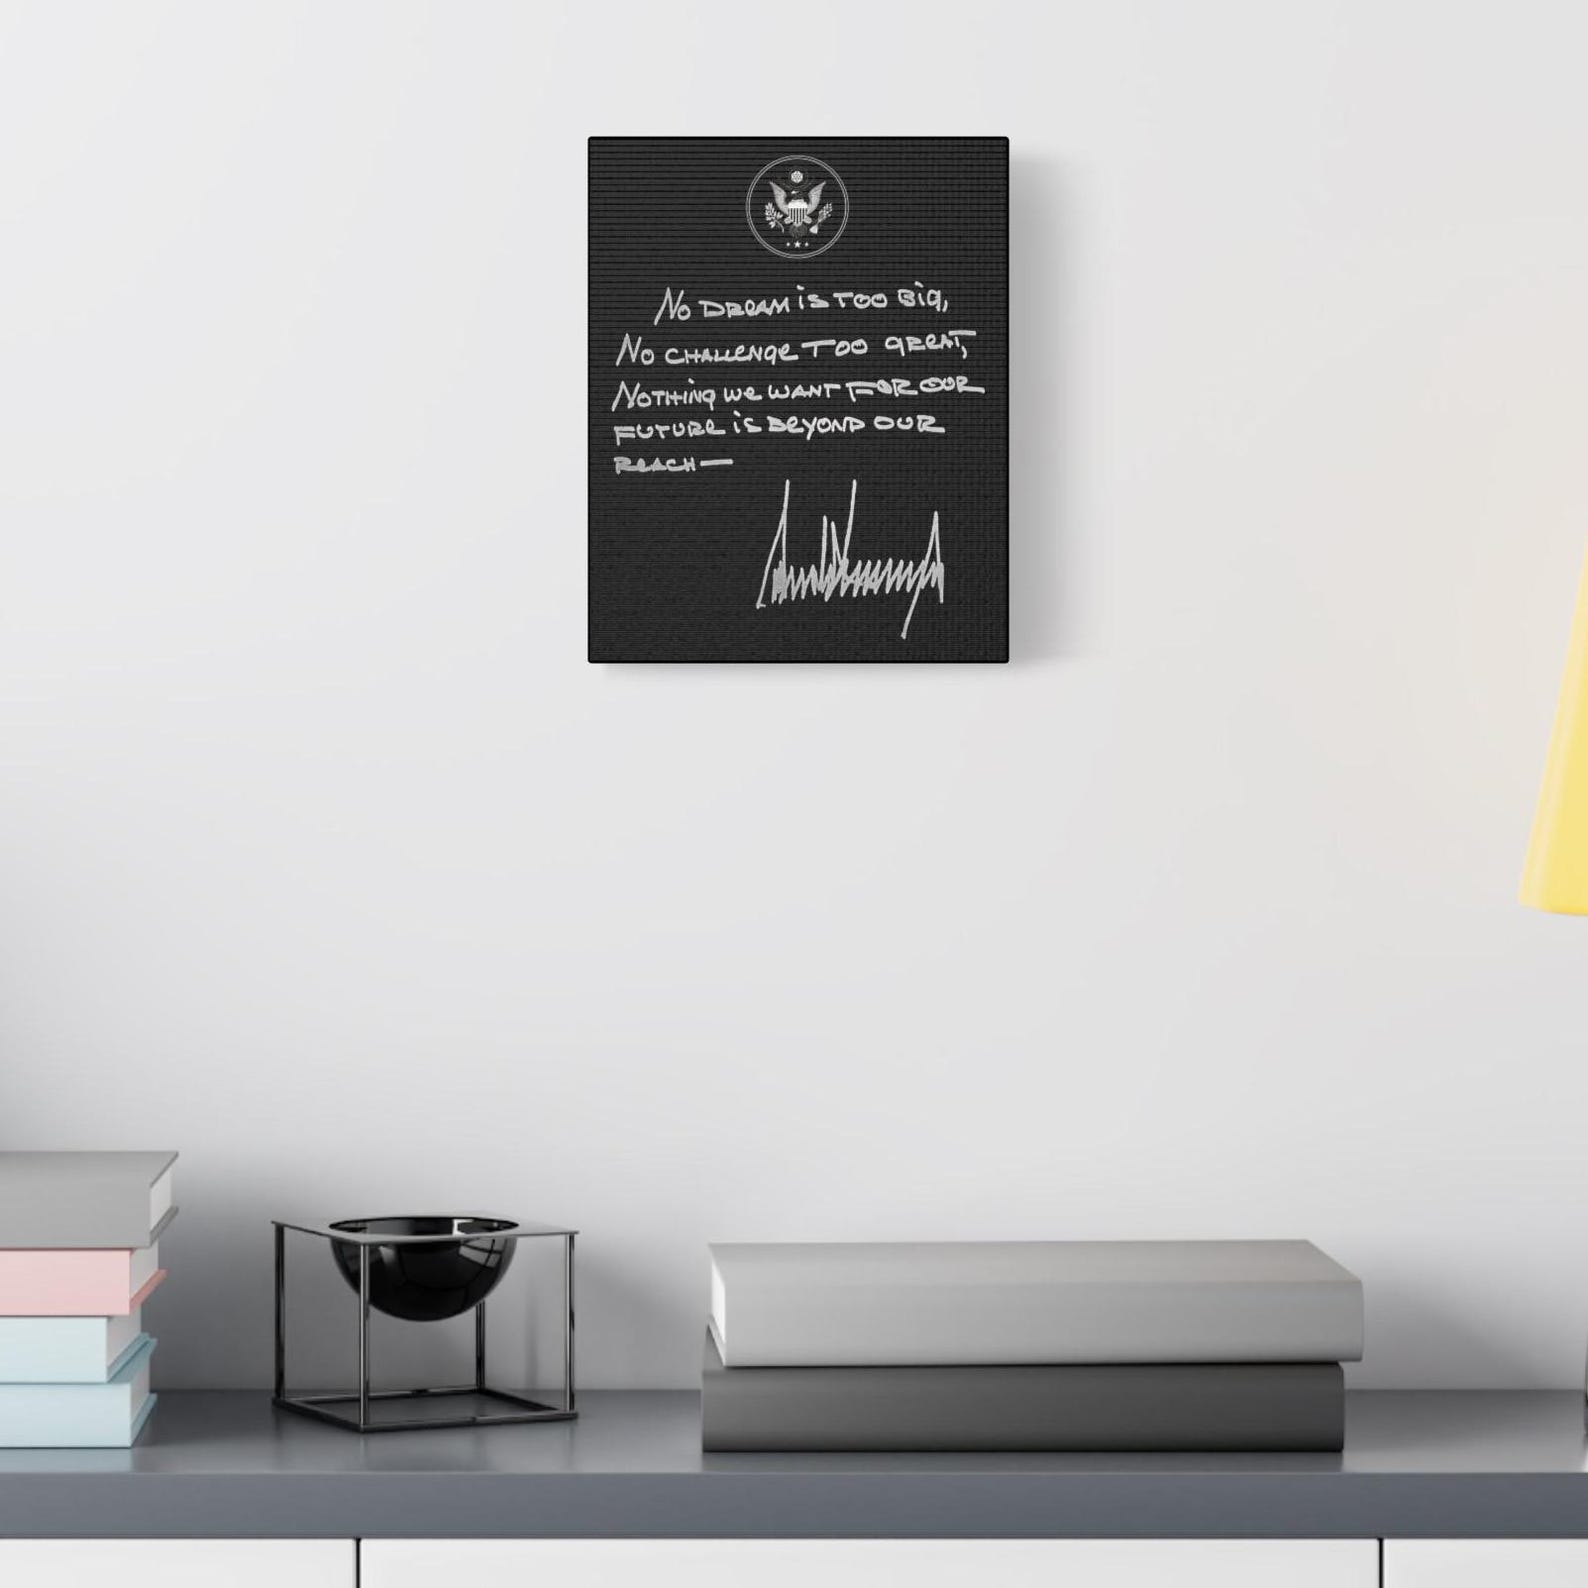 No DReAM is Too Big,
No CHALLeNge Too gReAT,
NoTHiNg we wANT FOR OUR
FUTURe is BeyoND OUR
ReACH—